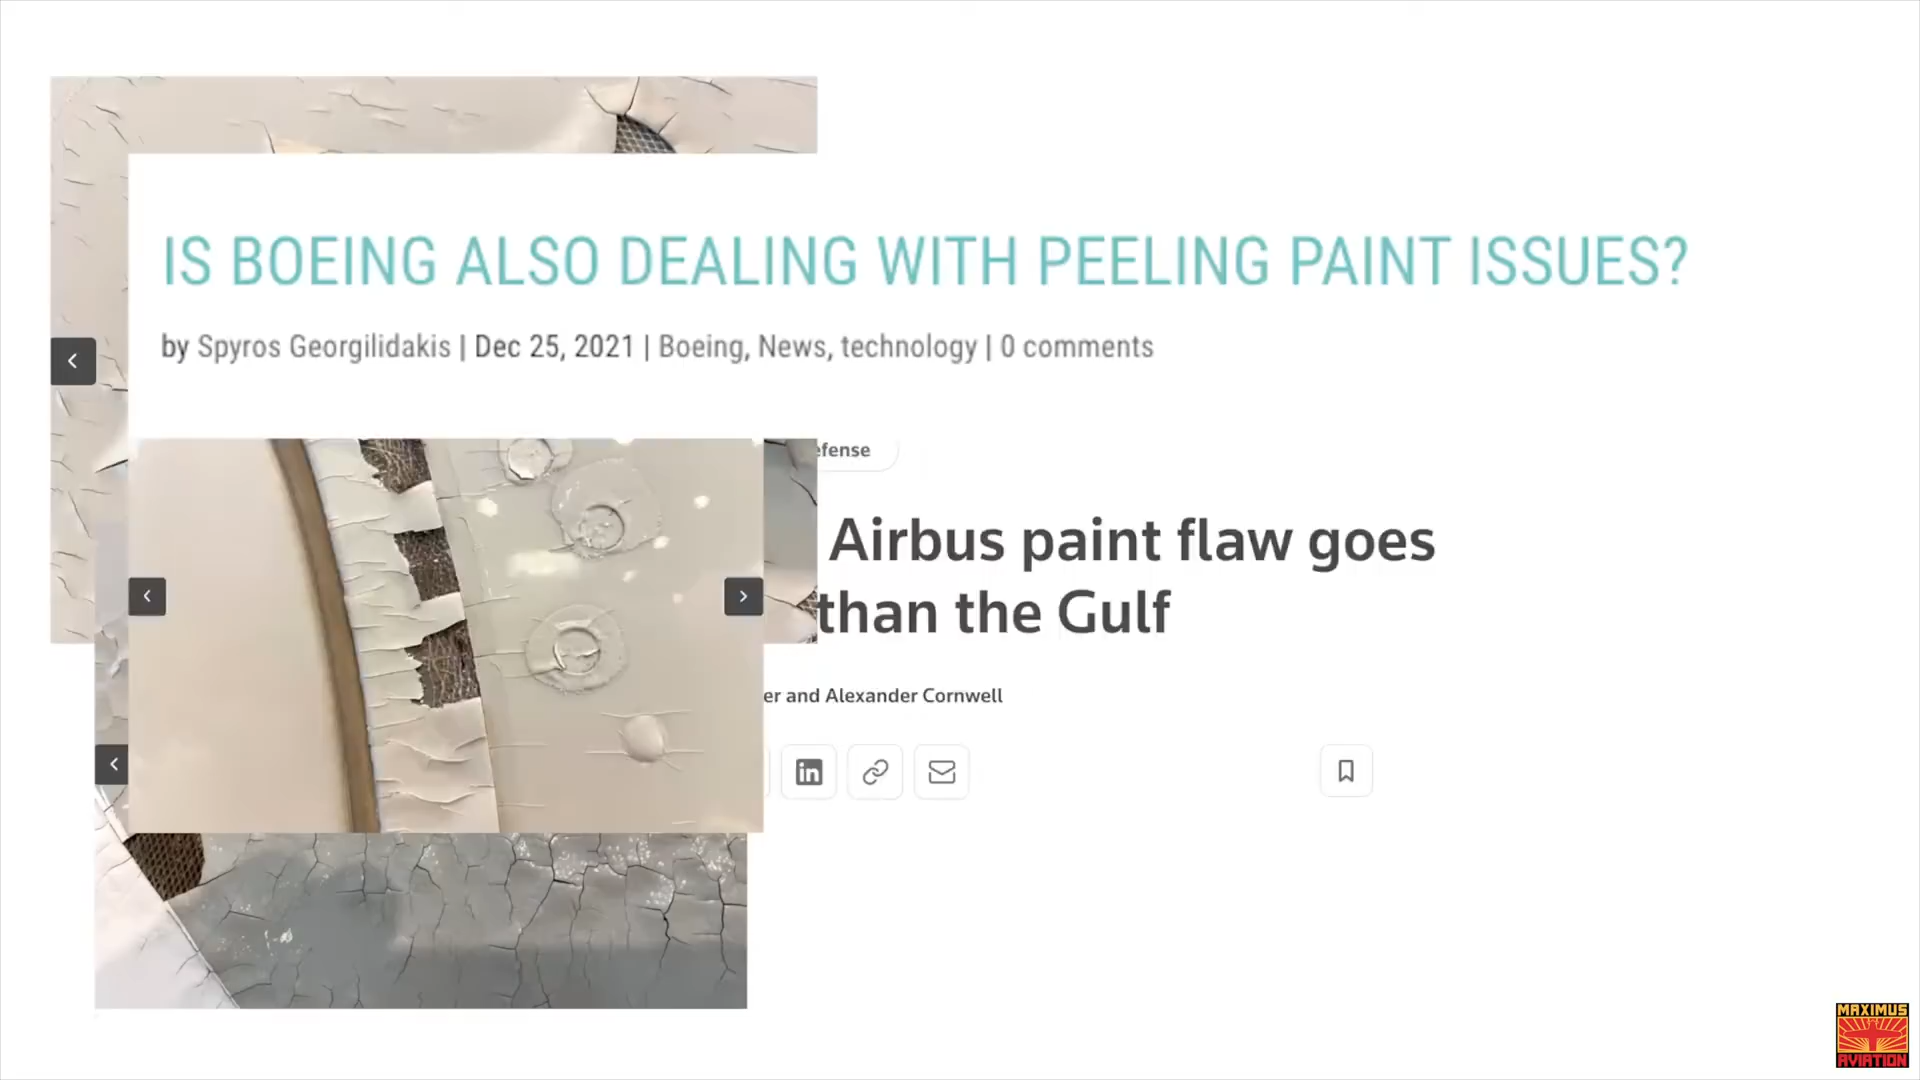 IS BOEING ALSO DEALING WITH PEELING PAINT ISSUES?
by Spyros Georgilidakis | Dec 25, 2021 | Boeing, News, technology | 0 comments
efense
Airbus paint flaw goes
than the Gulf
er and Alexander Cornwell
in
MAXIMUS
AVIATION